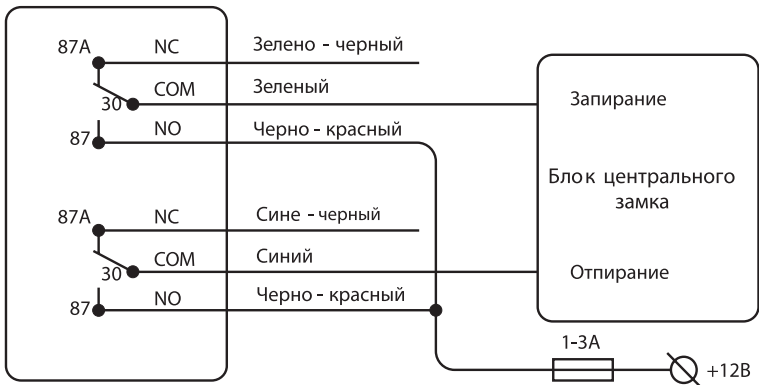 87A NC Зелено - черный
30 COM Зеленый
87 NO Черно - красный
Запирание
Блок центрального
замка
87A NC Сине - черный
30 COM Синий
Отпирание
87 NO Черно - красный
1-3А
+12В